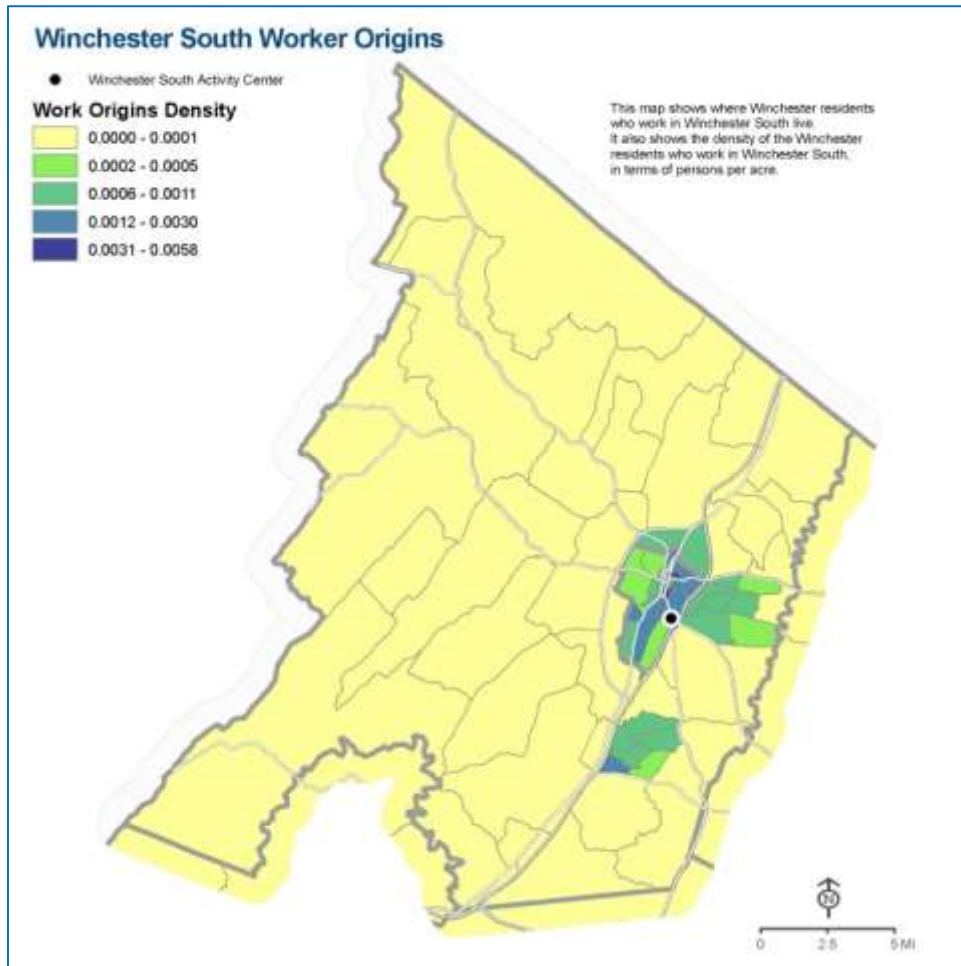 Winchester South Worker Origins
Winchester South Activity Center
Work Origins Density
0.0000 - 0.0001
0.0002 - 0.0005
0.0006 - 0.0011
0.0012 - 0.0030
0.0031 - 0.0058
This map shows where Winchester residents
who work in Winchester South live.
It also shows the density of the Winchester
residents who work in Winchester South,
in terms of persons per acre.
N
0 2.5 5 Mi